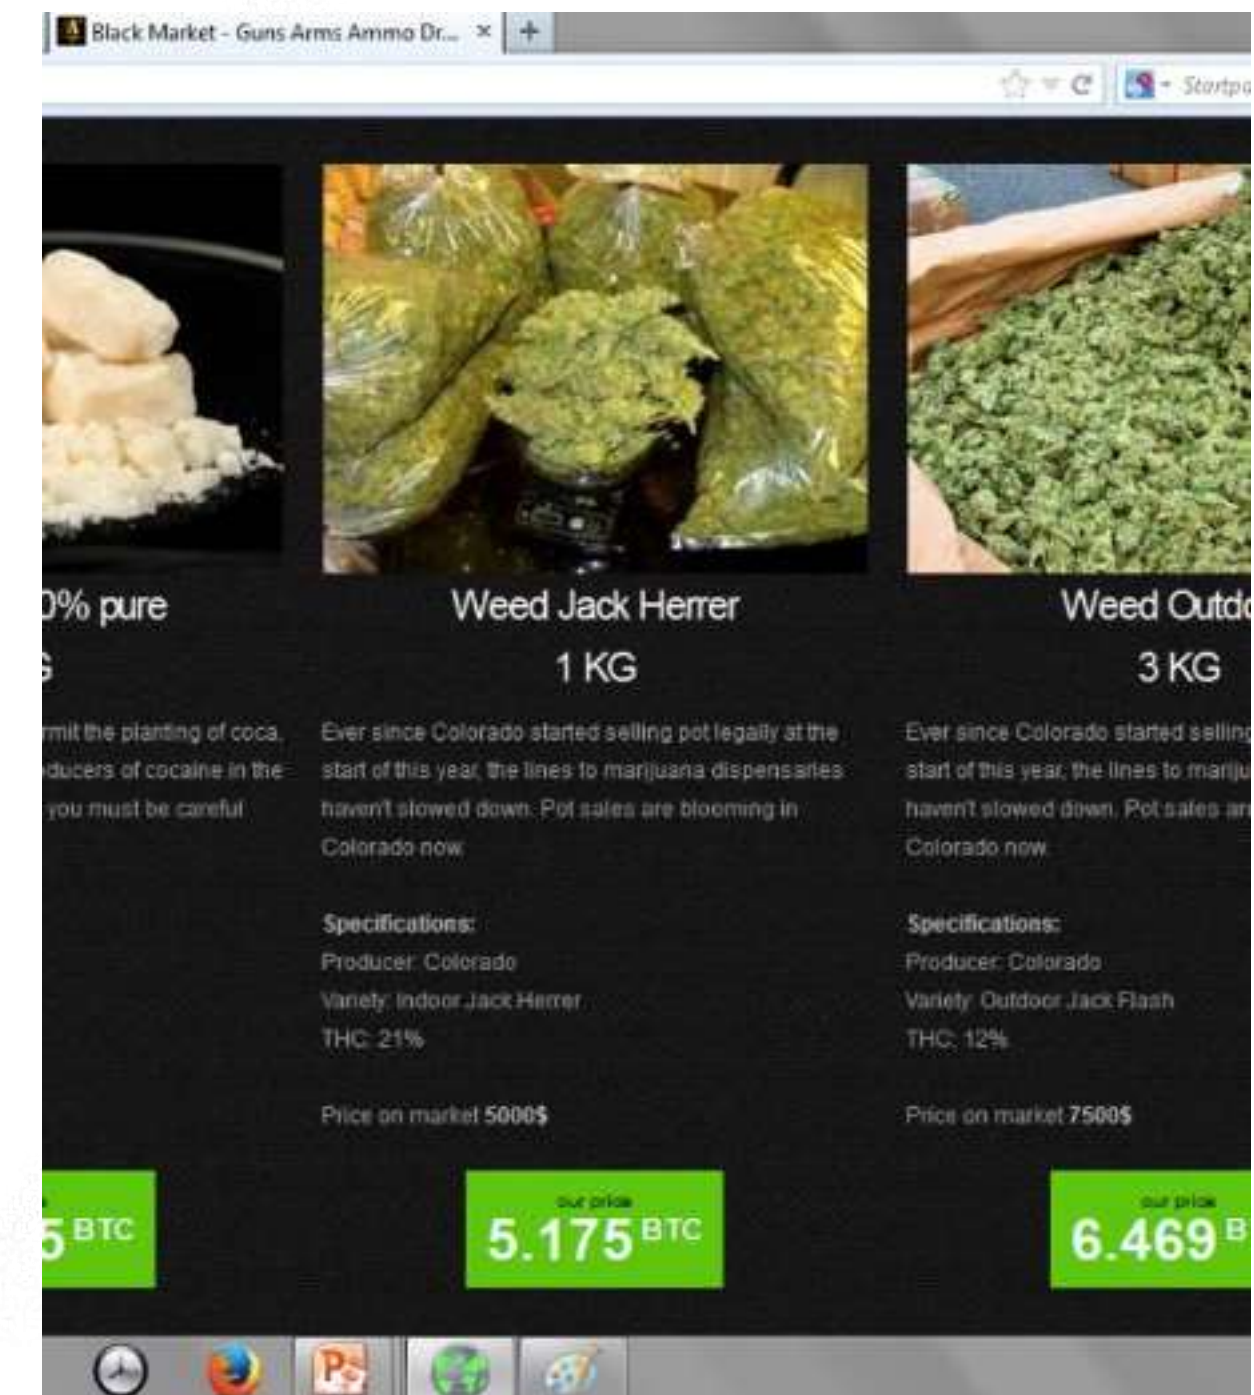 Black Market - Guns Arms Ammo Dr...
Startpa
0% pure
G
rmit the planting of coca.
oducers of cocaine in the
you must be careful
5 BTC
Weed Jack Herrer
1 KG
Ever since Colorado started selling pot legally at the
start of this year, the lines to marijuana dispensaries
haven't slowed down. Pot sales are blooming in
Colorado now.
Specifications:
Producer: Colorado
Variety: Indoor Jack Herrer
THC: 21%
Price on market 5000$
our price
5.175 BTC
Weed Outdo
3 KG
Ever since Colorado started selling
start of this year, the lines to mariju
haven't slowed down. Pot sales are
Colorado now.
Specifications:
Producer: Colorado
Variety: Outdoor Jack Flash
THC: 12%
Price on market 7500$
our price
6.469 B